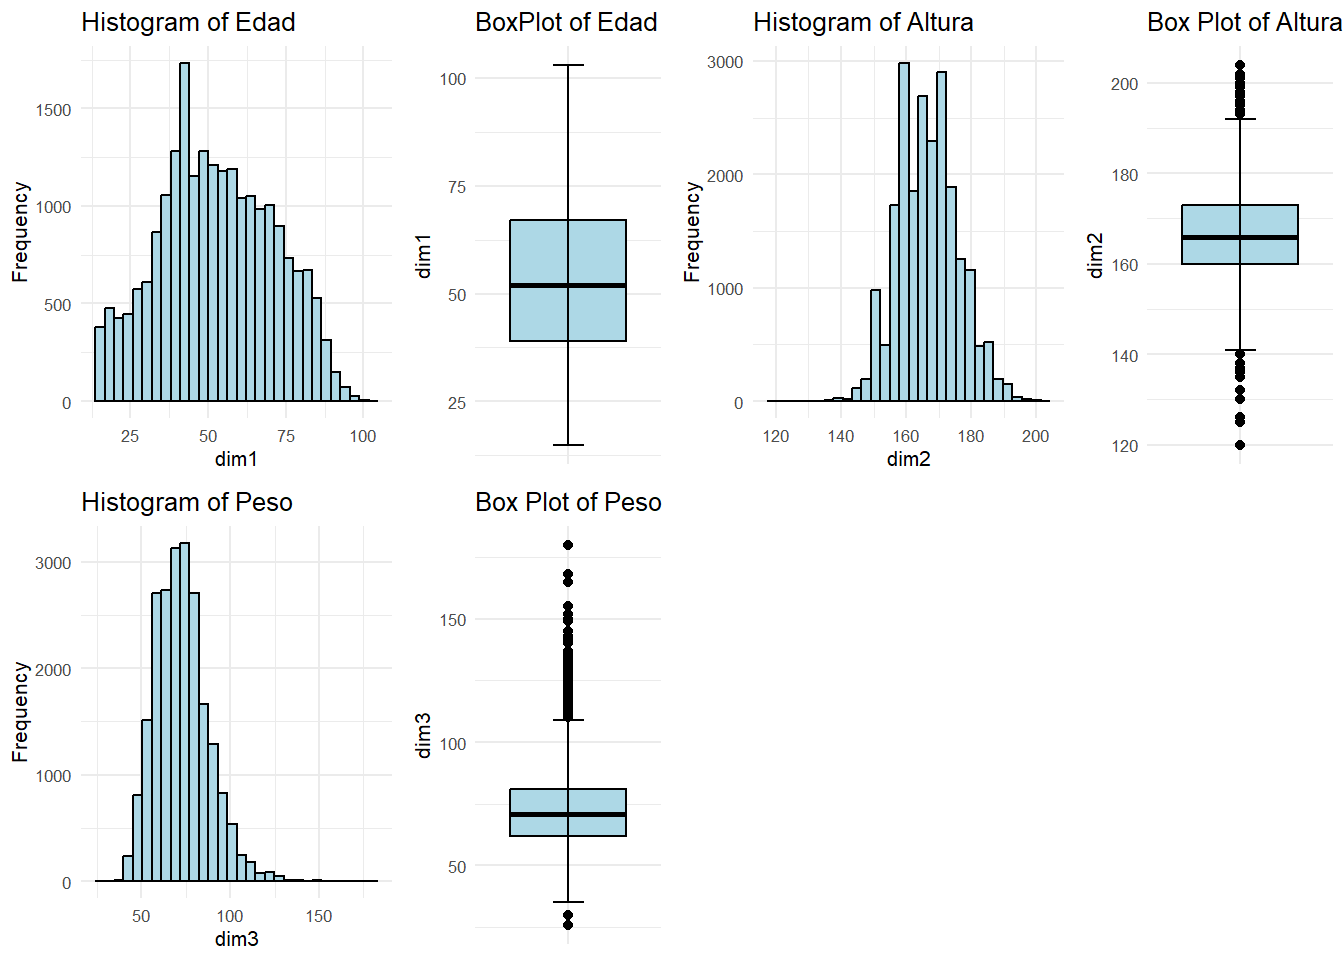 Histogram of Edad
Frequency
1500
1000
500
0
25 50 75 100
dim1
BoxPlot of Edad
dim1
100
75
50
25
Histogram of Altura
Frequency
3000
2000
1000
0
120 140 160 180 200
dim2
Box Plot of Altura
dim2
200
180
160
140
120
Histogram of Peso
Frequency
3000
2000
1000
0
50 100 150
dim3
Box Plot of Peso
dim3
150
100
50